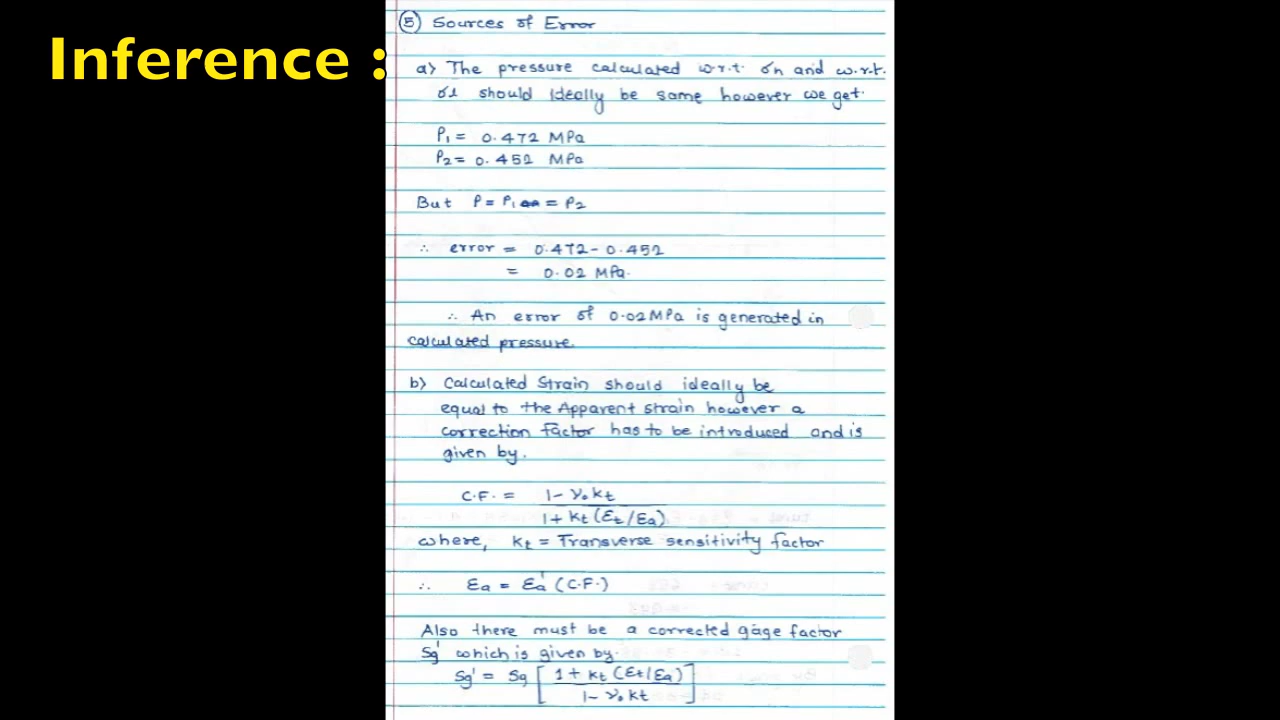 Inference :
⑤ Sources of Error
a) The pressure calculated w.r.t. σh and w.r.t.
σl should ideally be same however we get.
P₁ = 0.472 MPa
P₂ = 0.452 MPa
But P = P₁ = P₂
∴ error = 0.472 - 0.452
= 0.02 MPa.
∴ An error of 0.02 MPa is generated in
calculated pressure.
b) Calculated Strain should ideally be
equal to the Apparent strain however a
correction factor has to be introduced and is
given by.
C.F. = 1 - ν₀kt
1 + kt (εt/εa)
where, kt = Transverse sensitivity factor
∴ εa = εa' (C.F.)
Also there must be a corrected gage factor
Sg' which is given by.
Sg' = Sg [ 1 + kt (εt/εa) ]
1 - ν₀kt